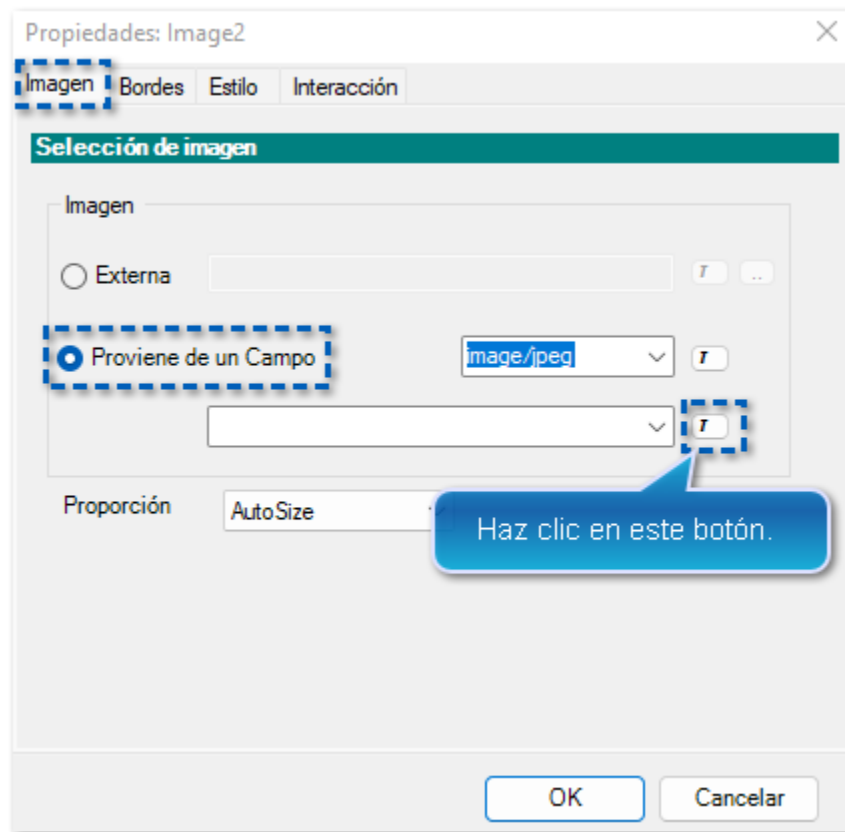 Propiedades: Image2
Imagen Bordes Estilo Interacción
Selección de imagen
Imagen
Externa T ...
Proviene de un Campo image/jpeg T
T
Proporción AutoSize
Haz clic en este botón.
OK Cancelar